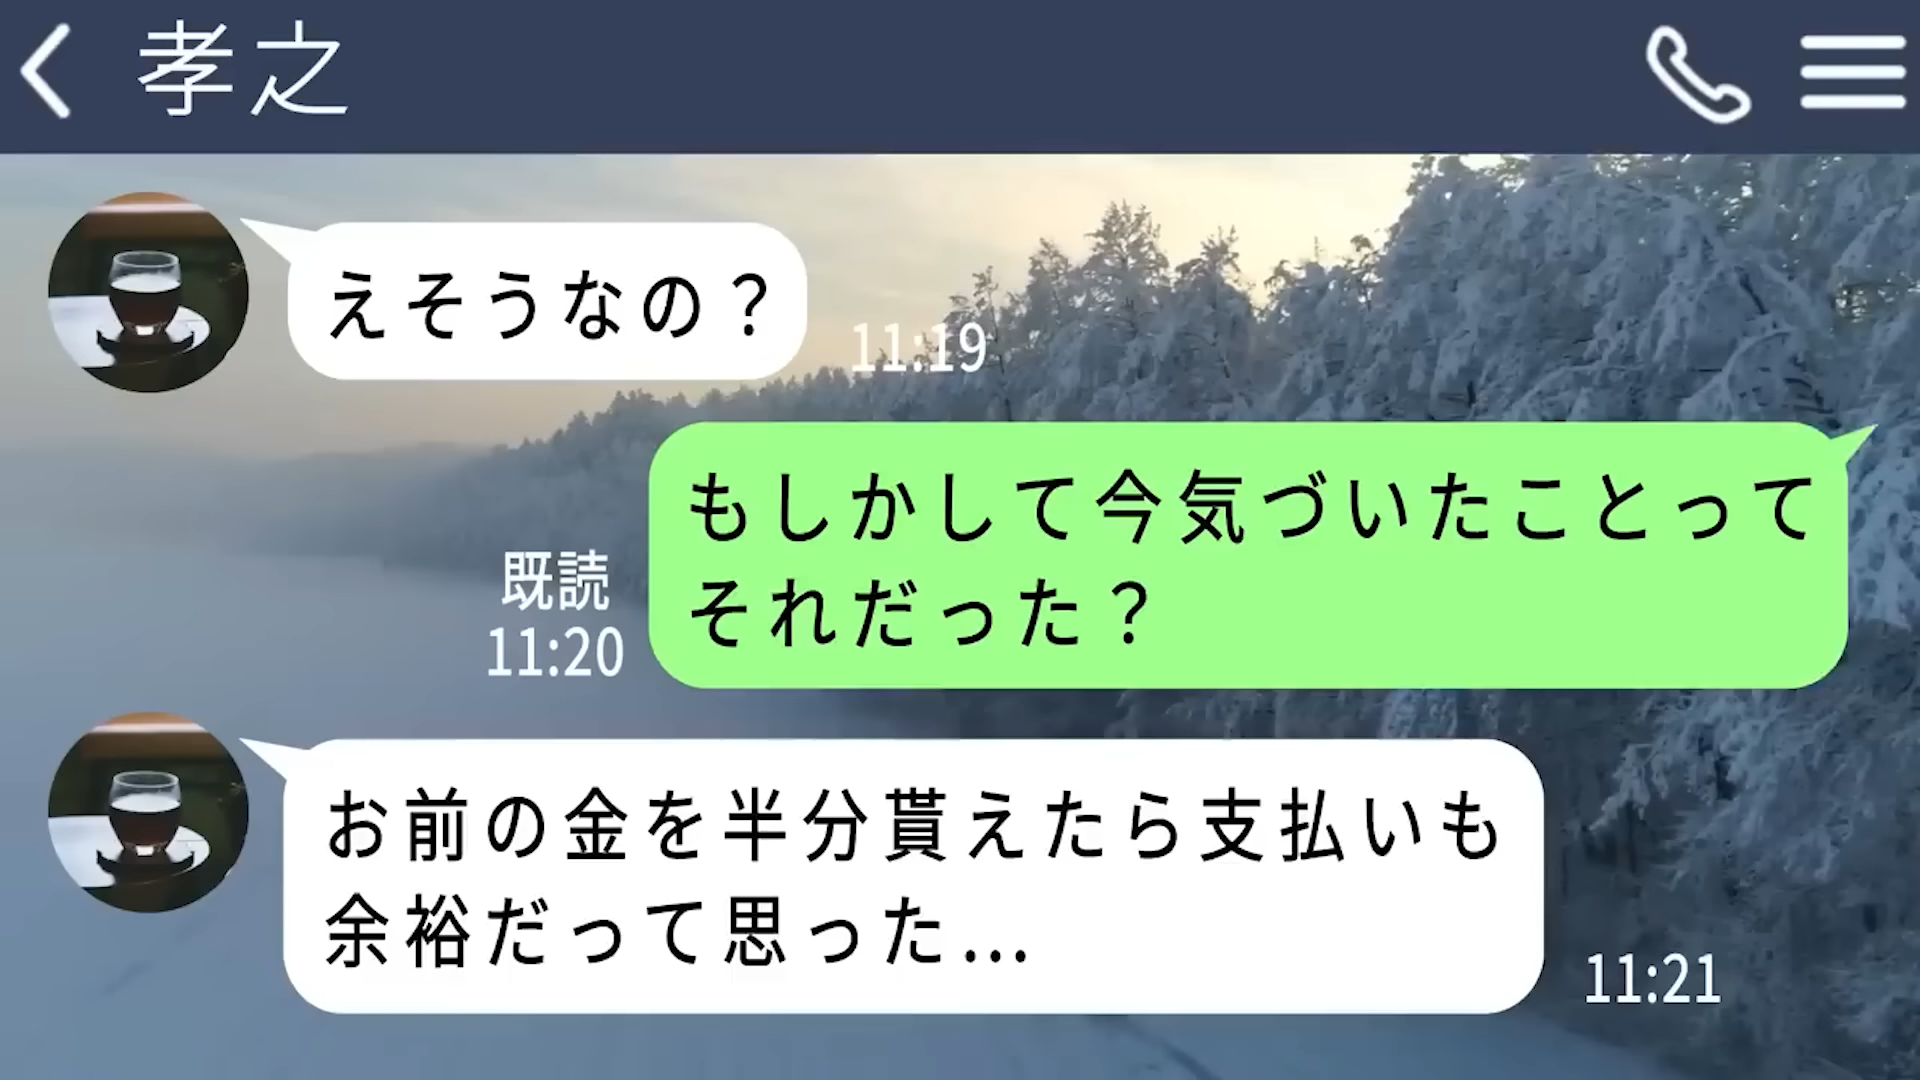 孝之
えそうなの？
11:19
もしかして今気づいたことって
それだった？
既読
11:20
お前の金を半分貰えたら支払いも
余裕だって思った…
11:21